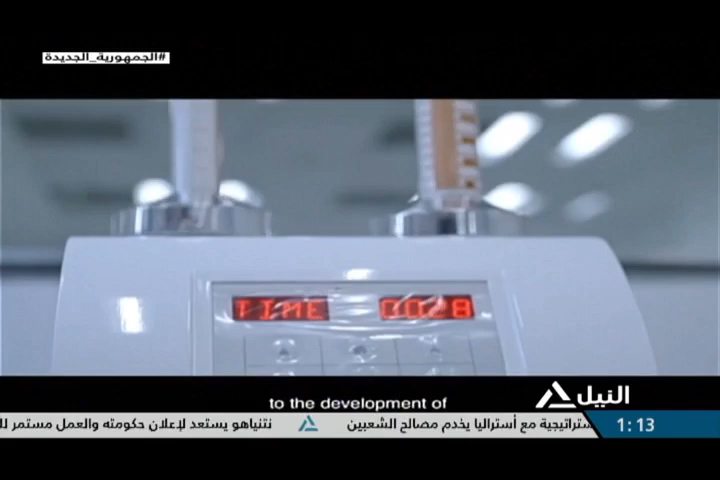 #الجمهورية_الجديدة
TIME 0028
to the development of
النيل
ستراتيجية مع أستراليا يخدم مصالح الشعبين
نتنياهو يستعد لإعلان حكومته والعمل مستمر
1:13